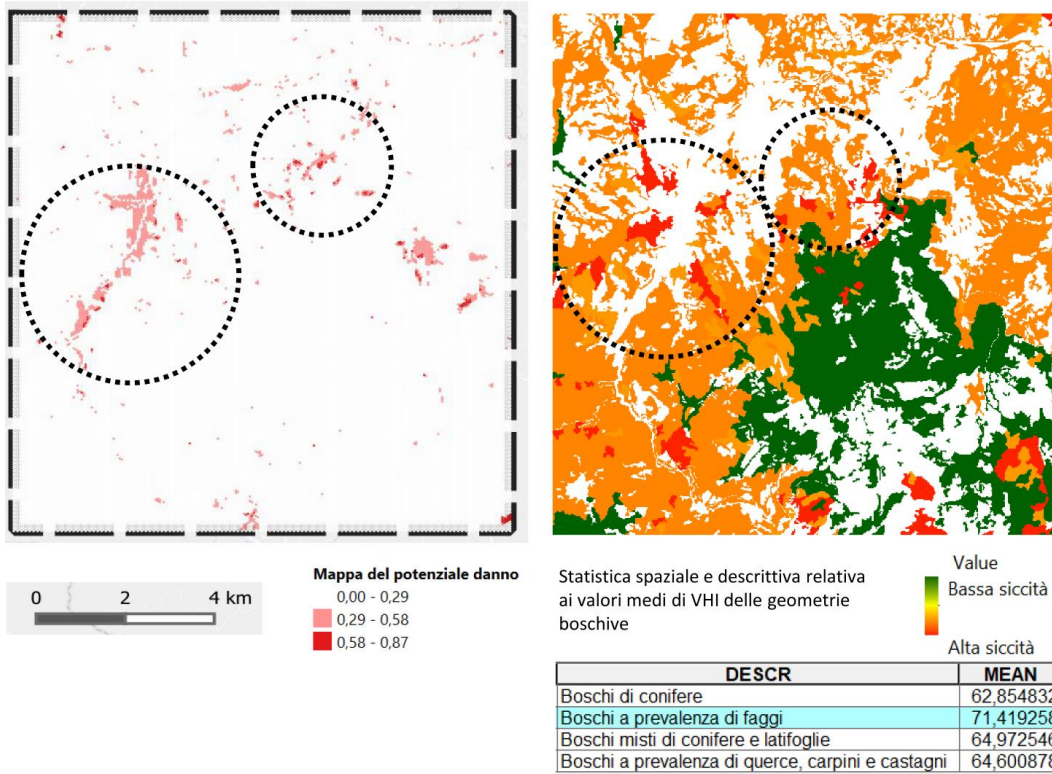 0 2 4 km
Mappa del potenziale danno
0,00 - 0,29
0,29 - 0,58
0,58 - 0,87
Statistica spaziale e descrittiva relativa
ai valori medi di VHI delle geometrie
boschive
Value
Bassa siccità
Alta siccità
DESCR MEAN
Boschi di conifere 62,854832
Boschi a prevalenza di faggi 71,419258
Boschi misti di conifere e latifoglie 64,972546
Boschi a prevalenza di querce, carpini e castagni 64,600878